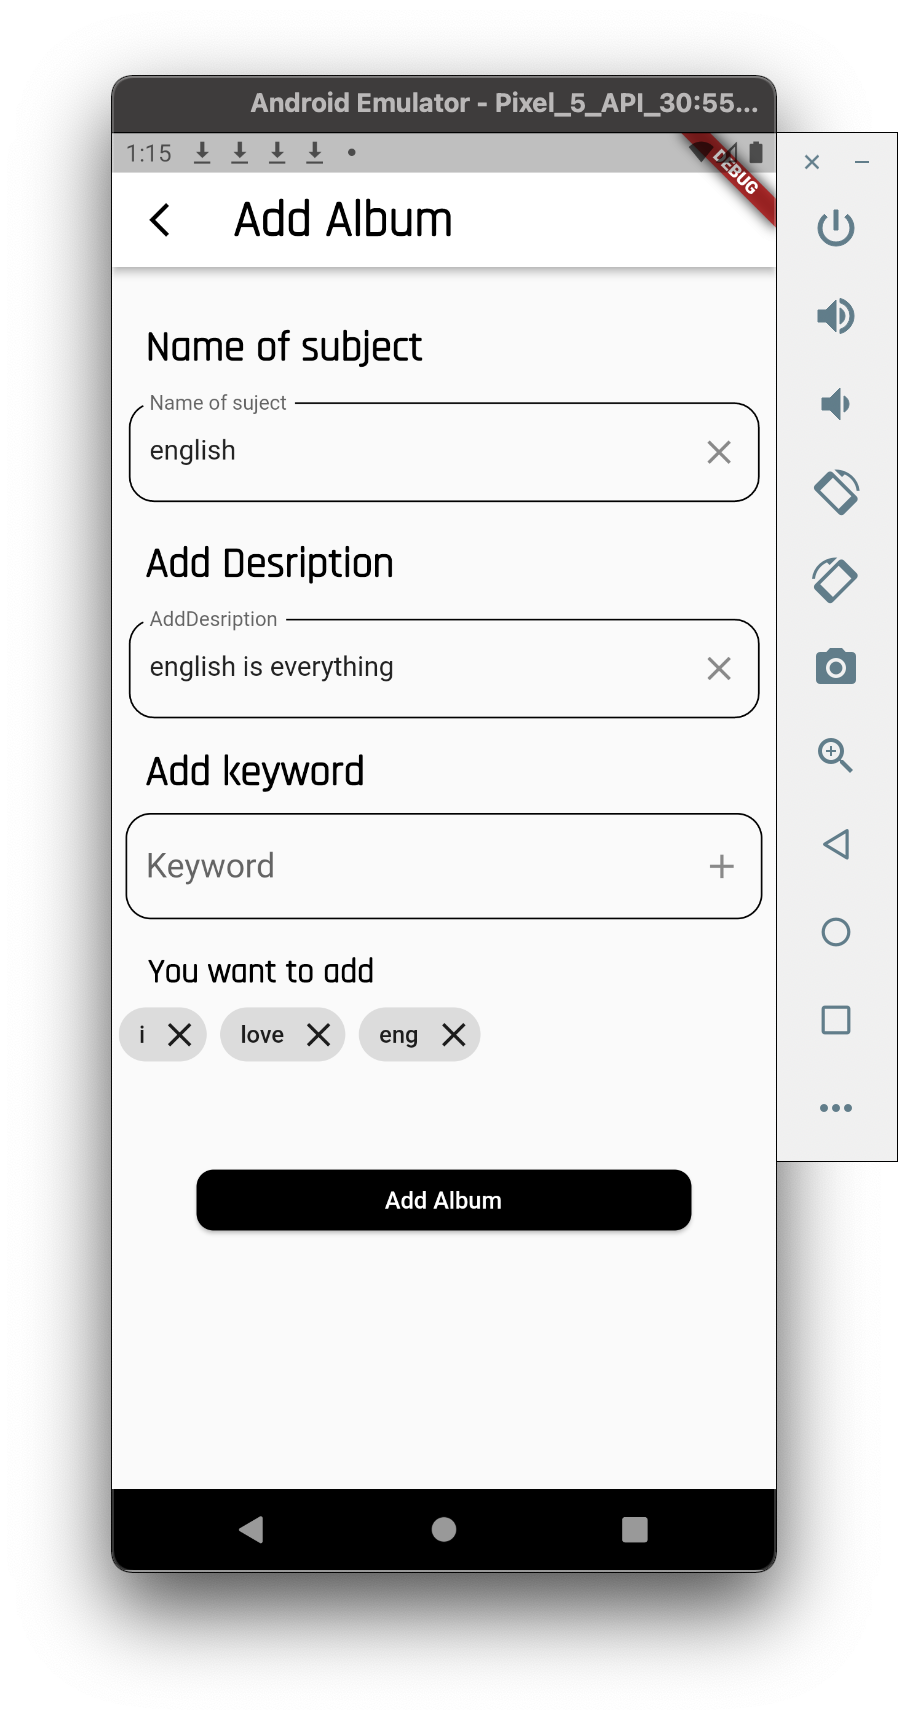 Android Emulator - Pixel_5_API_30:55...
1:15
DEBUG
Add Album
Name of subject
Name of suject
english
Add Desription
AddDesription
english is everything
Add keyword
Keyword
You want to add
i love eng
Add Album